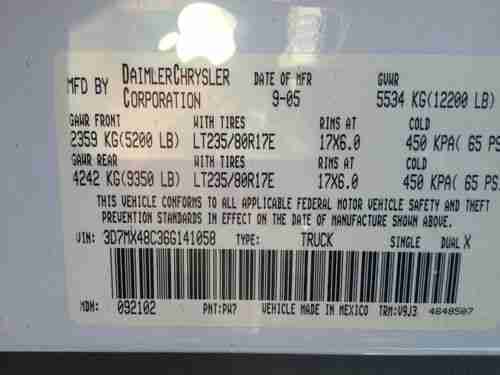 MFD BY DAIMLERCHRYSLER CORPORATION DATE OF MFR 9-05 GVWR 5534 KG(12200 LB)
GAWR FRONT WITH TIRES RIMS AT COLD
2359 KG(5200 LB) LT235/80R17E 17X6.0 450 KPA( 65 PS
GAWR REAR WITH TIRES RIMS AT COLD
4242 KG(9350 LB) LT235/80R17E 17X6.0 450 KPA( 65 PS
THIS VEHICLE CONFORMS TO ALL APPLICABLE FEDERAL MOTOR VEHICLE SAFETY AND THEFT
PREVENTION STANDARDS IN EFFECT ON THE DATE OF MANUFACTURE SHOWN ABOVE.
VIN: 3D7MX48C36G141058 TYPE: TRUCK SINGLE DUAL X
MDH: 092102 PNT:PW7 VEHICLE MADE IN MEXICO TRM:V9J3 4648507